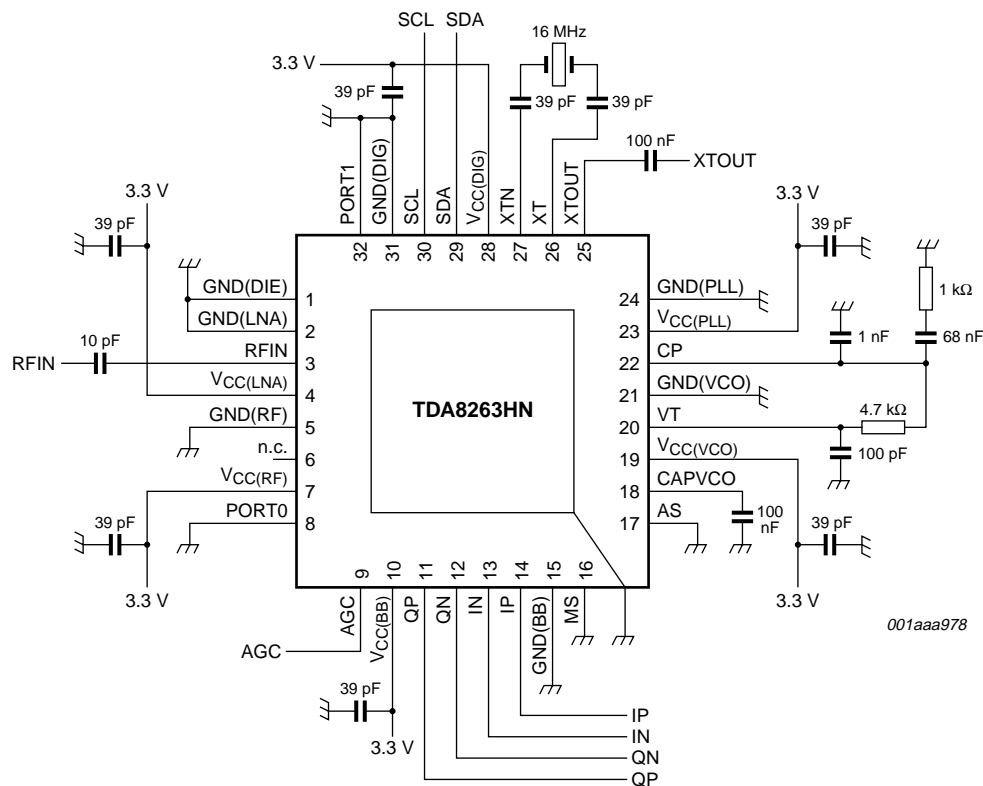 SCL SDA
16 MHz
3.3 V
39 pF
39 pF 39 pF
100 nF
XTOUT
PORT1
GND(DIG)
SCL
SDA
VCC(DIG)
XTN
XT
XTOUT
32 31 30 29 28 27 26 25
3.3 V
39 pF
3.3 V
39 pF
GND(DIE) 1
GND(LNA) 2
RFIN 10 pF RFIN 3
VCC(LNA) 4
GND(RF) 5
n.c. 6
VCC(RF) 7
PORT0 8
39 pF
3.3 V
TDA8263HN
24 GND(PLL)
23 VCC(PLL)
22 CP
21 GND(VCO)
20 VT
19 VCC(VCO)
18 CAPVCO
17 AS
1 kΩ
1 nF
68 nF
4.7 kΩ
100 pF
100
nF
39 pF
3.3 V
9 10 11 12 13 14 15 16
AGC
VCC(BB)
QP
QN
IN
IP
GND(BB)
MS
AGC
39 pF
3.3 V
IP
IN
QN
QP
001aaa978